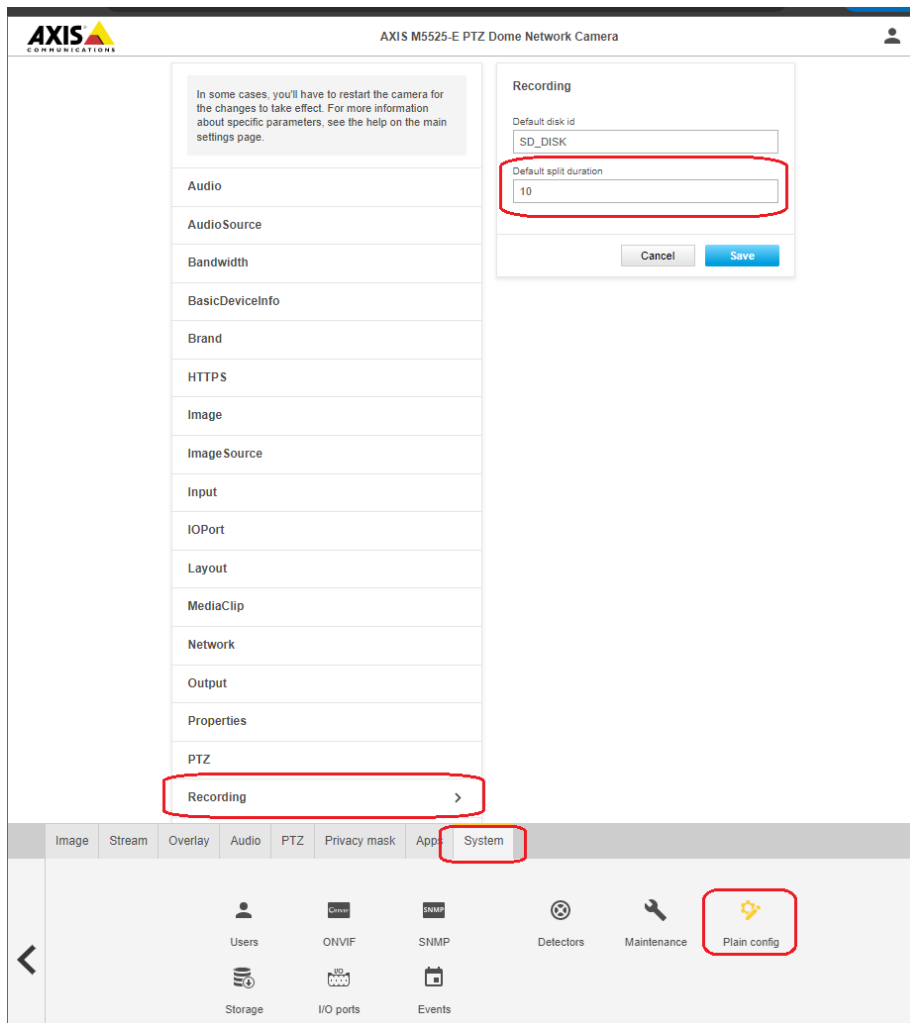 AXIS
COMMUNICATIONS
AXIS M5525-E PTZ Dome Network Camera
In some cases, you'll have to restart the camera for
the changes to take effect. For more information
about specific parameters, see the help on the main
settings page.
Audio
AudioSource
Bandwidth
BasicDeviceInfo
Brand
HTTPS
Image
ImageSource
Input
IOPort
Layout
MediaClip
Network
Output
Properties
PTZ
Recording
Recording
Default disk id
SD_DISK
Default split duration
10
Cancel
Save
Image
Stream
Overlay
Audio
PTZ
Privacy mask
Apps
System
Users
ONVIF
SNMP
SNMP
Detectors
Maintenance
Plain config
Storage
I/O
I/O ports
Events